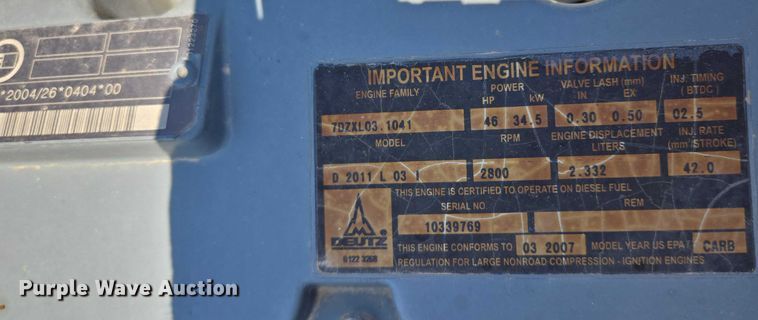 *2004/26*0404*00
IMPORTANT ENGINE INFORMATION
ENGINE FAMILY POWER VALVE LASH (mm) INJ. TIMING
HP kW IN EX (BTDC)
7DZXL03.1041 46 34.5 0.30 0.50 02.5
MODEL RPM ENGINE DISPLACEMENT INJ. RATE
LITERS (mm³/STROKE)
D 2011 L 03 I 2800 2.332 42.0
THIS ENGINE IS CERTIFIED TO OPERATE ON DIESEL FUEL
SERIAL NO. REM
10339769
DEUTZ
0122 3268
THIS ENGINE CONFORMS TO 03 2007 MODEL YEAR US EPA CARB
REGULATION FOR LARGE NONROAD COMPRESSION - IGNITION ENGINES
Purple Wave Auction